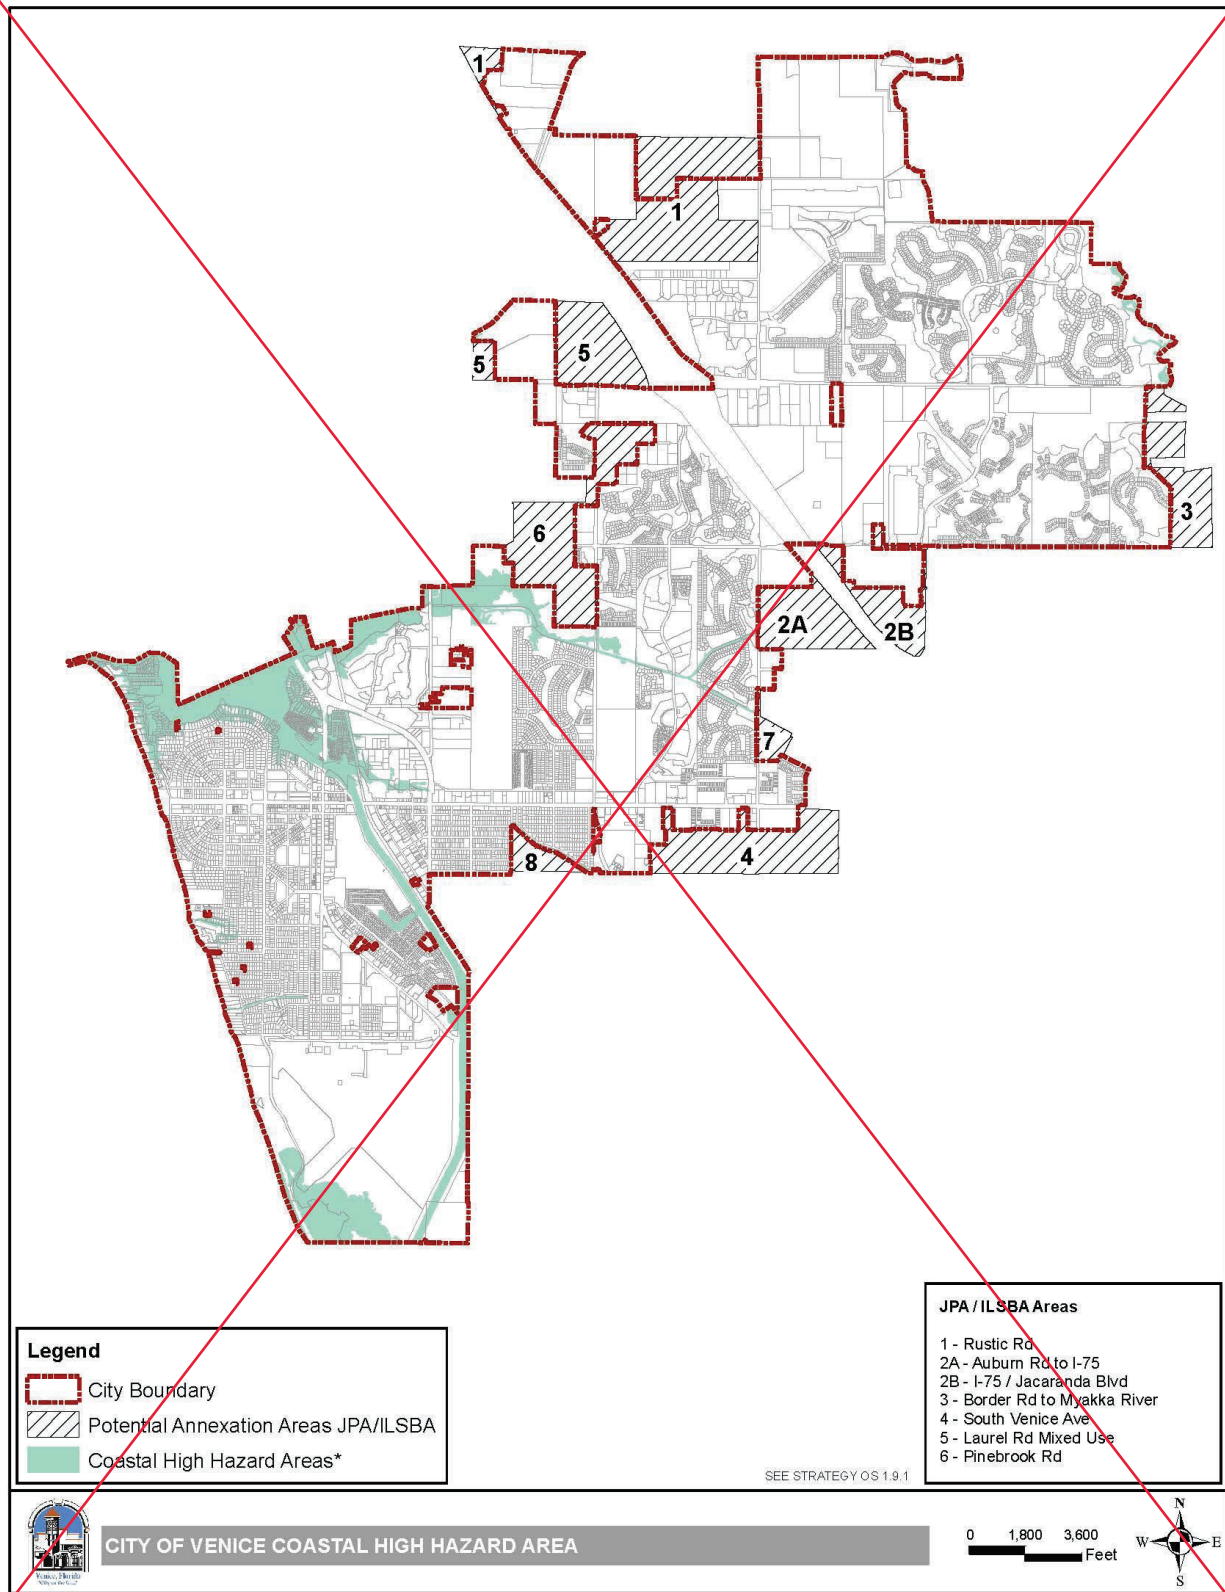 1
1
5
5
6
3
2A
2B
7
8
4
JPA / ILSBA Areas
1 - Rustic Rd
2A - Auburn Rd to I-75
2B - I-75 / Jacaranda Blvd
3 - Border Rd to Myakka River
4 - South Venice Ave
5 - Laurel Rd Mixed Use
6 - Pinebrook Rd
Legend
City Boundary
Potential Annexation Areas JPA/ILSBA
Coastal High Hazard Areas*
SEE STRATEGY OS 1.9.1
Venice, Florida
CITY OF VENICE COASTAL HIGH HAZARD AREA
0 1,800 3,600
Feet
N
W E
S